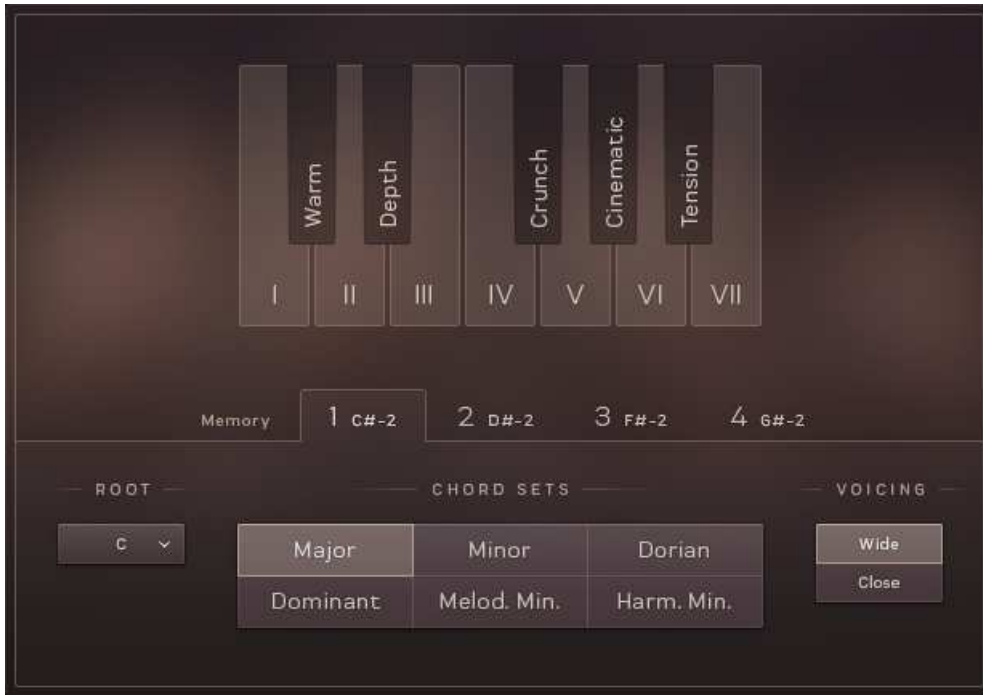 Warm
Depth
Crunch
Cinematic
Tension
I II III IV V VI VII
Memory 1 C#-2 2 D#-2 3 F#-2 4 G#-2
ROOT CHORD SETS VOICING
C Major Minor Dorian Wide
Dominant Melod. Min. Harm. Min. Close